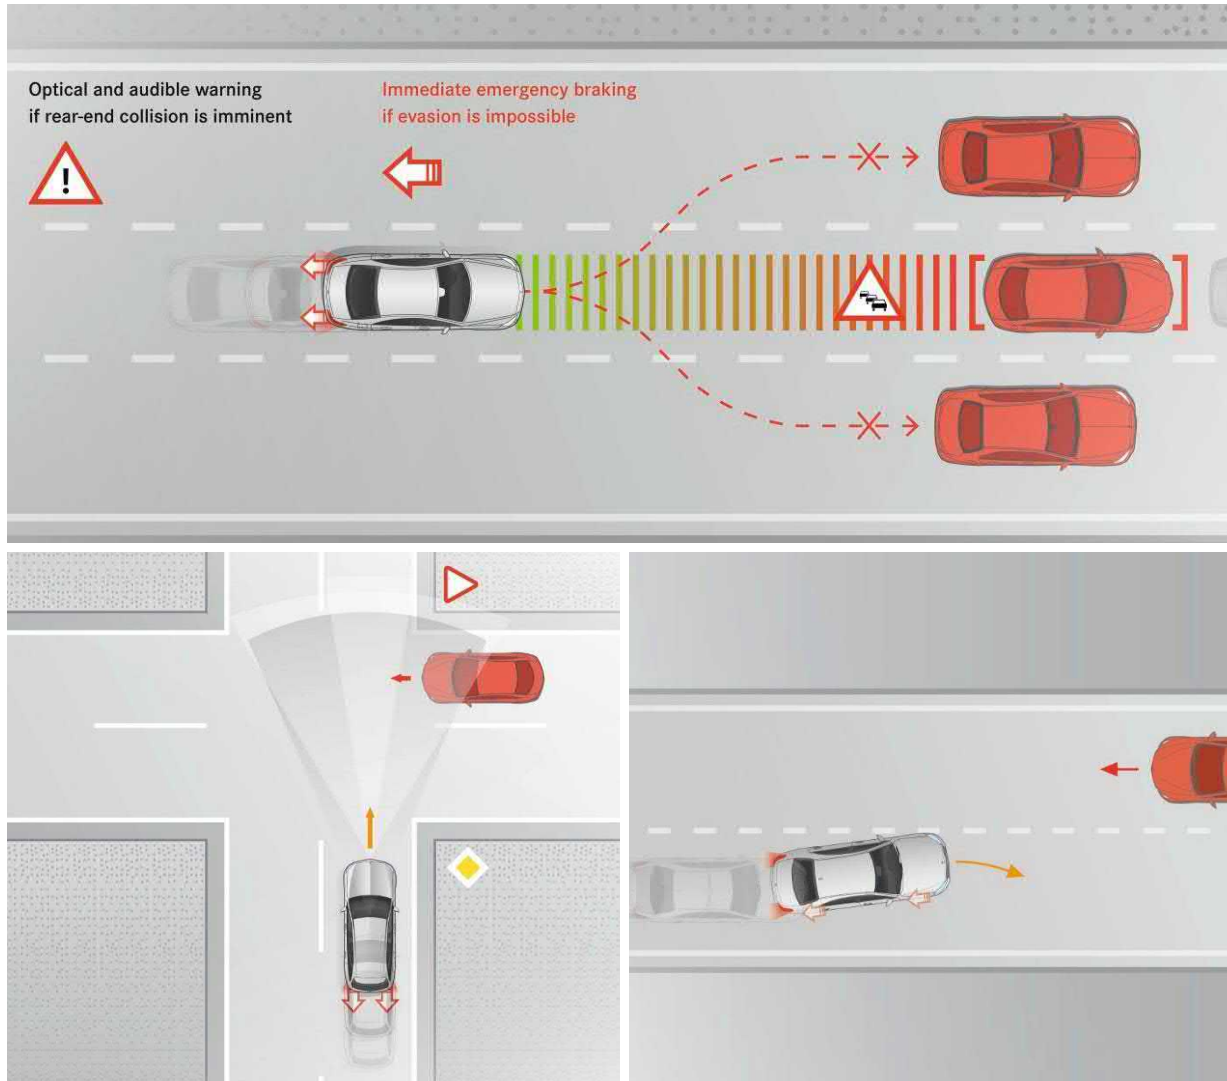 Optical and audible warning
if rear-end collision is imminent
Immediate emergency braking
if evasion is impossible
!